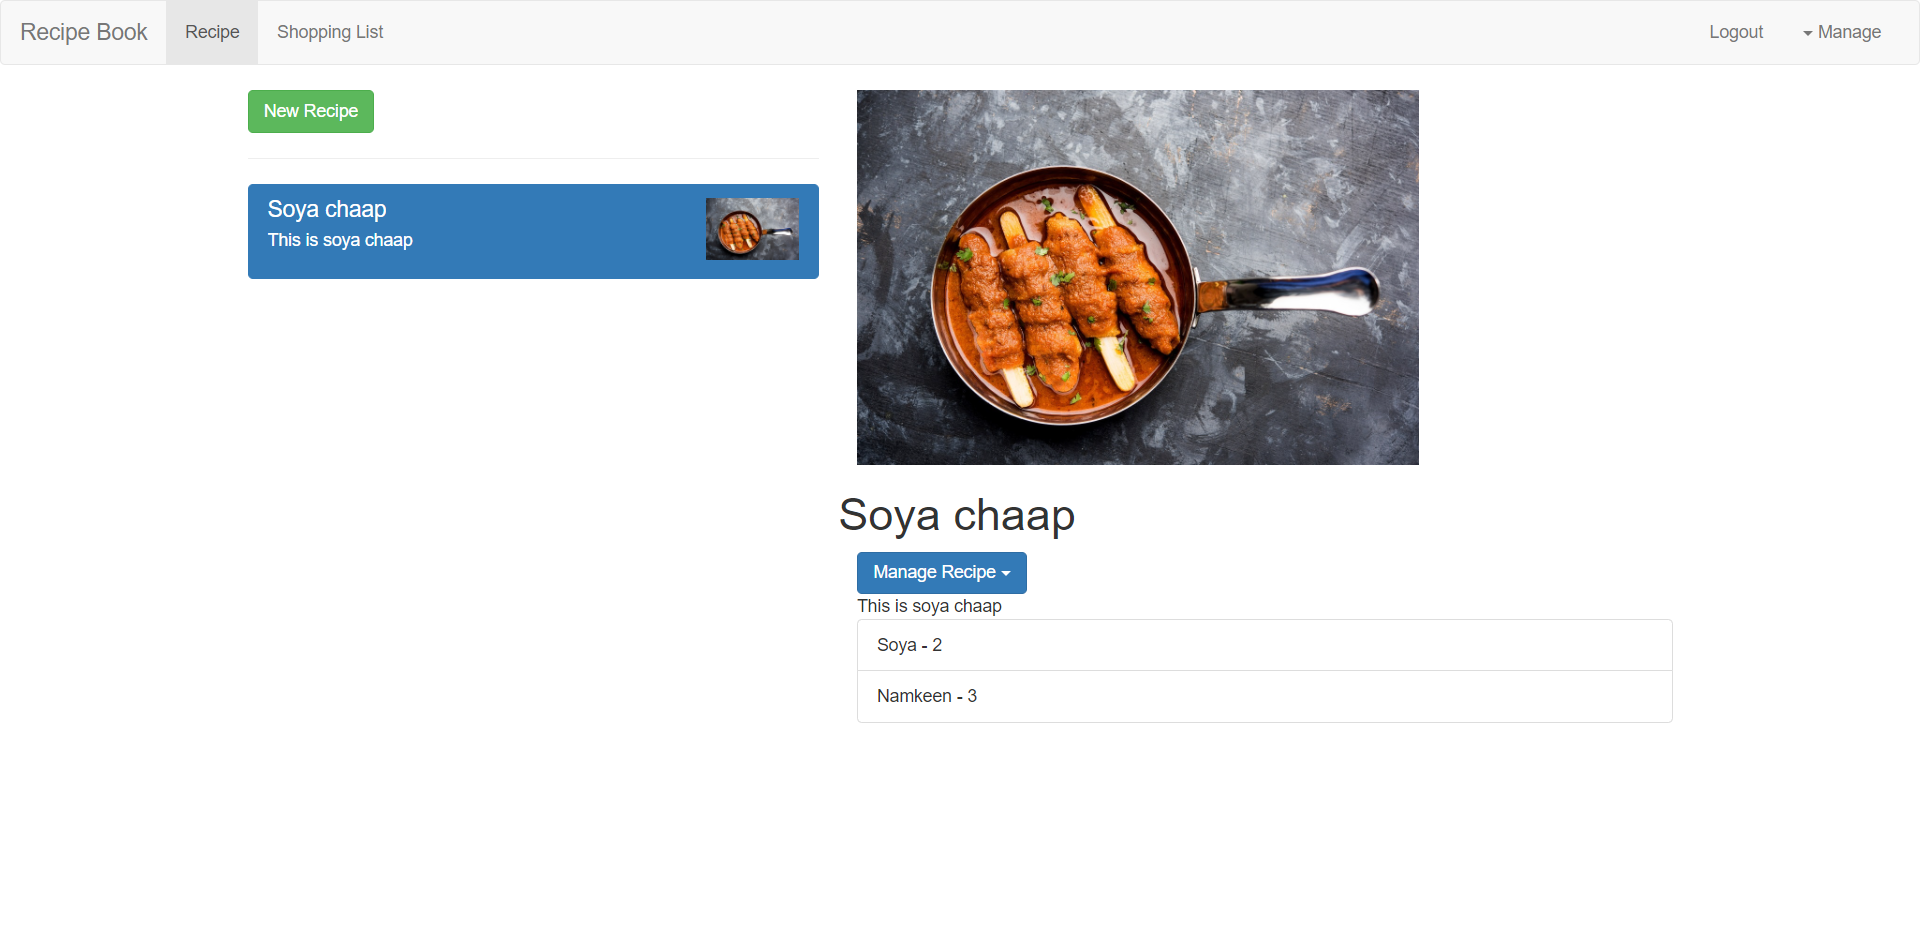 Recipe Book Recipe Shopping List Logout Manage
New Recipe
Soya chaap
This is soya chaap
Soya chaap
Manage Recipe
This is soya chaap
Soya - 2
Namkeen - 3